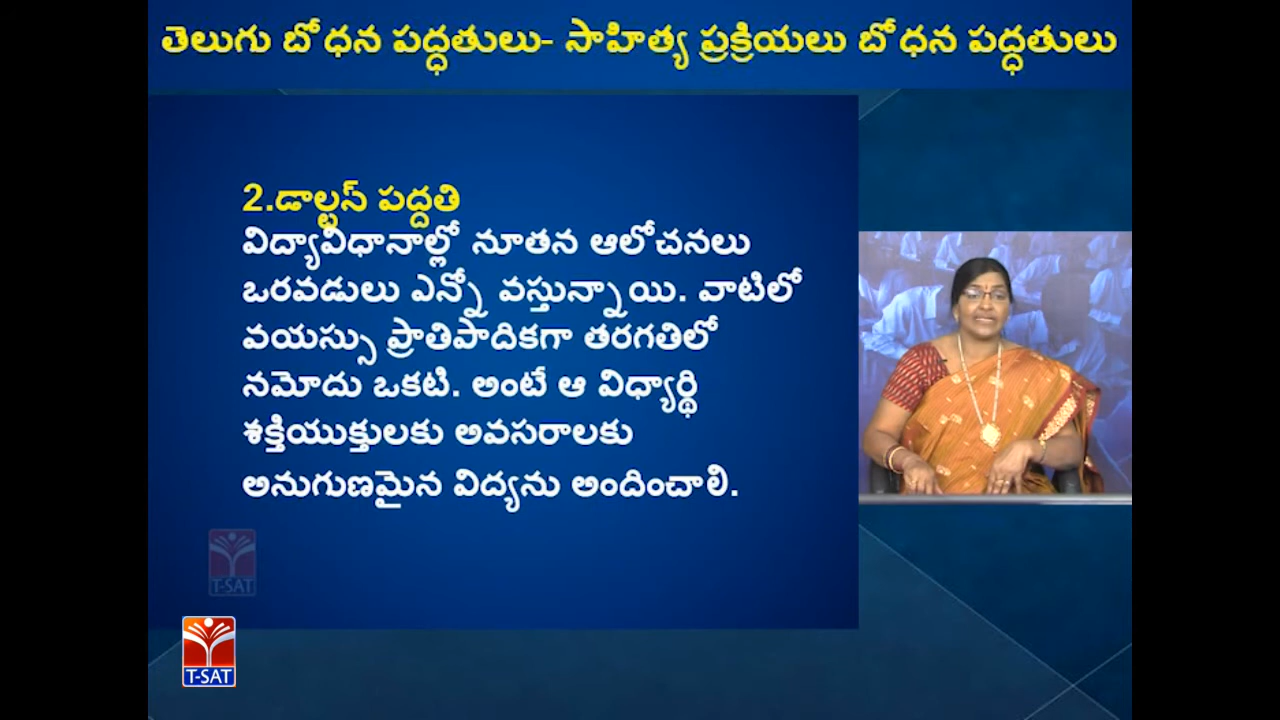 తెలుగు బోధన పద్ధతులు- సాహిత్య ప్రక్రియలు బోధన పద్ధతులు
2.డాల్టన్ పద్దతి
విద్యావిధానాల్లో నూతన ఆలోచనలు
ఒరవడులు ఎన్నో వస్తున్నాయి. వాటిలో
వయస్సు ప్రాతిపాదికగా తరగతిలో
నమోదు ఒకటి. అంటే ఆ విధ్యార్థి
శక్తియుక్తులకు అవసరాలకు
అనుగుణమైన విద్యను అందించాలి.
T-SAT
T-SAT